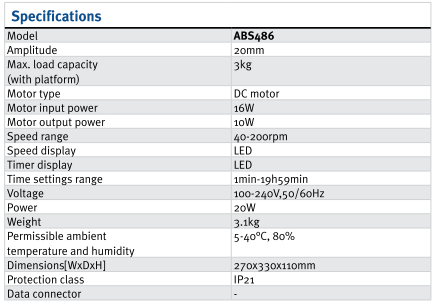 Specifications
Model ABS486
Amplitude 20mm
Max. load capacity 3kg
(with platform)
Motor type DC motor
Motor input power 16W
Motor output power 10W
Speed range 40-200rpm
Speed display LED
Timer display LED
Time settings range 1min-19h59min
Voltage 100-240V,50/60Hz
Power 20W
Weight 3.1kg
Permissible ambient 5-40°C, 80%
temperature and humidity
Dimensions[WxDxH] 270x330x110mm
Protection class IP21
Data connector -